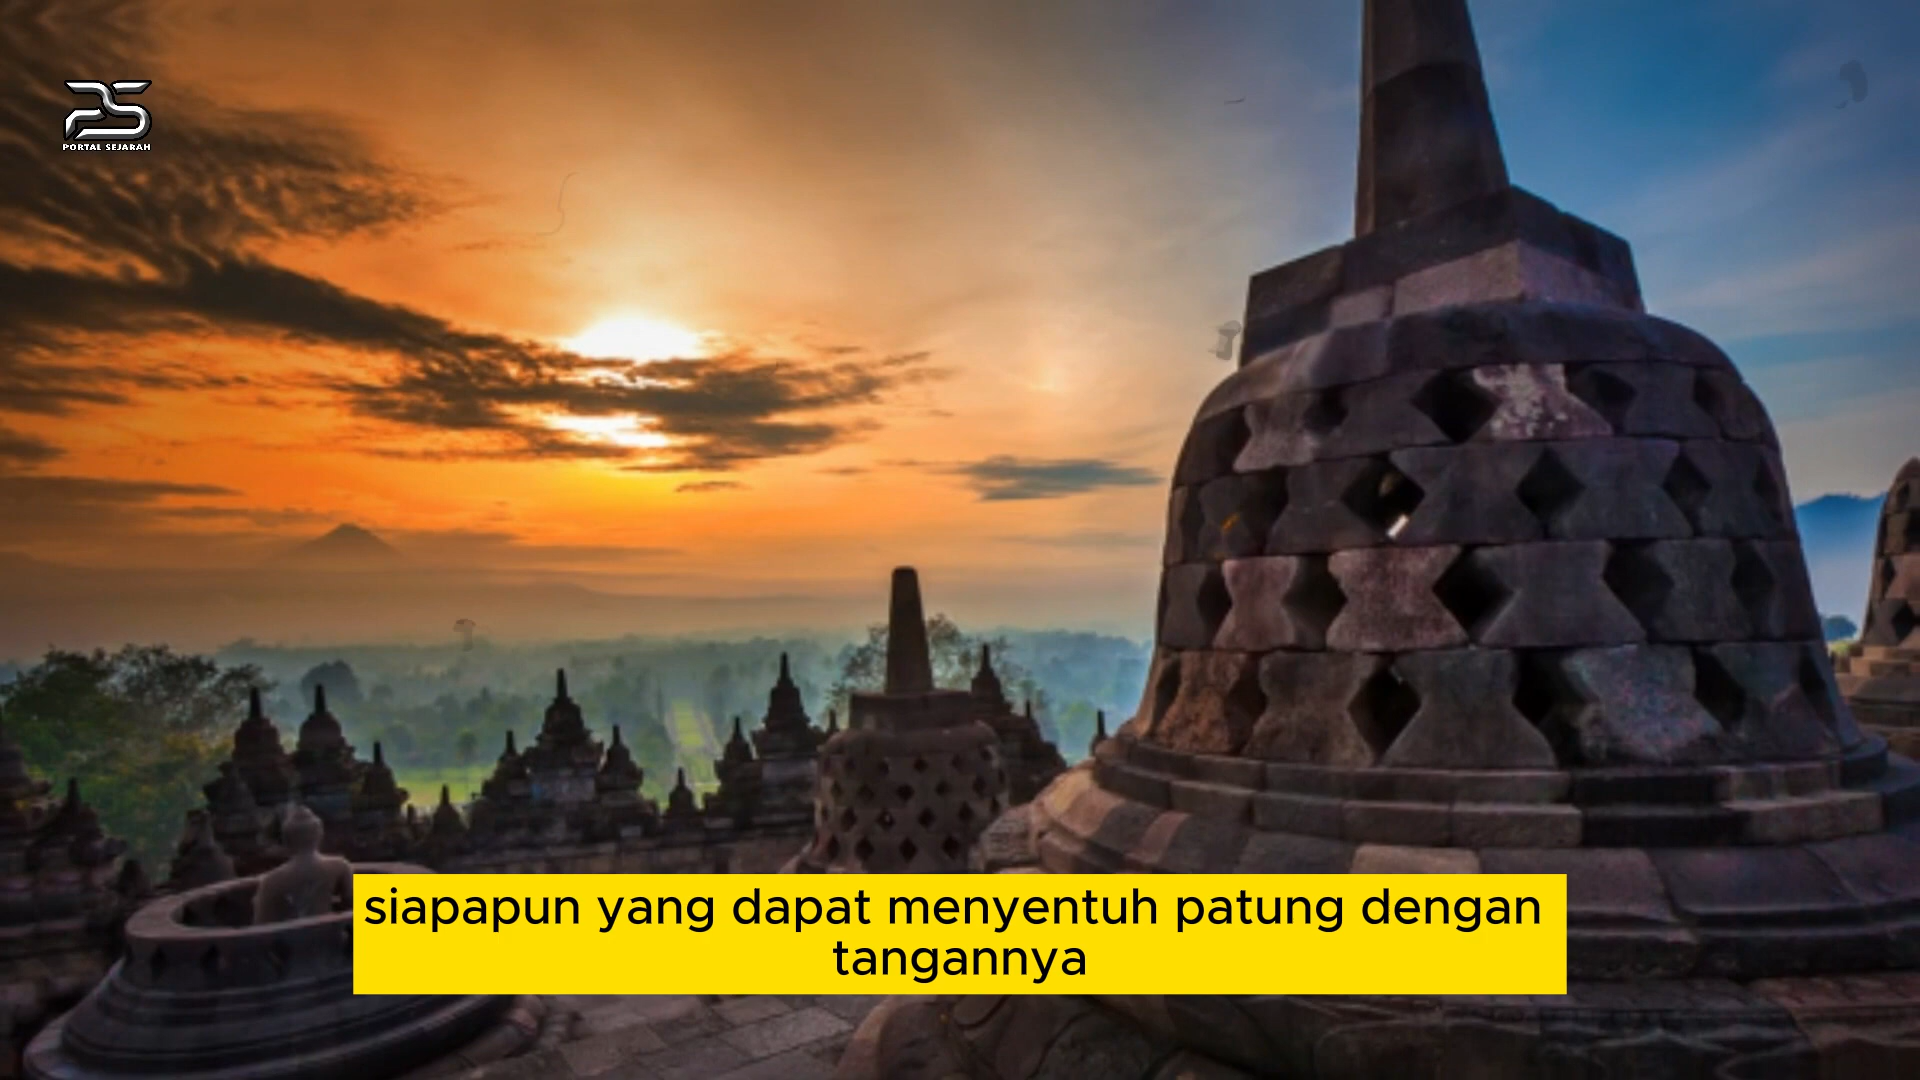 PORTAL SEJARAH
siapapun yang dapat menyentuh patung dengan
tangannya